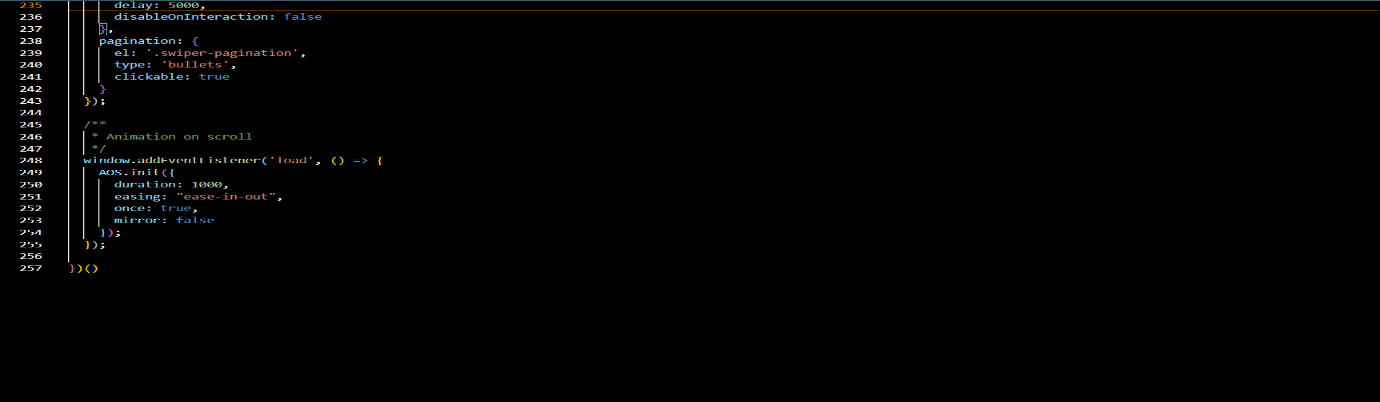 235 delay: 5000,
236 disableOnInteraction: false
237 },
238 pagination: {
239 el: '.swiper-pagination',
240 type: 'bullets',
241 clickable: true
242 }
243 });
244
245 /**
246 * Animation on scroll
247 */
248 window.addEventListener('load', () => {
249 AOS.init({
250 duration: 1000,
251 easing: "ease-in-out",
252 once: true,
253 mirror: false
254 });
255 });
256
257 })()